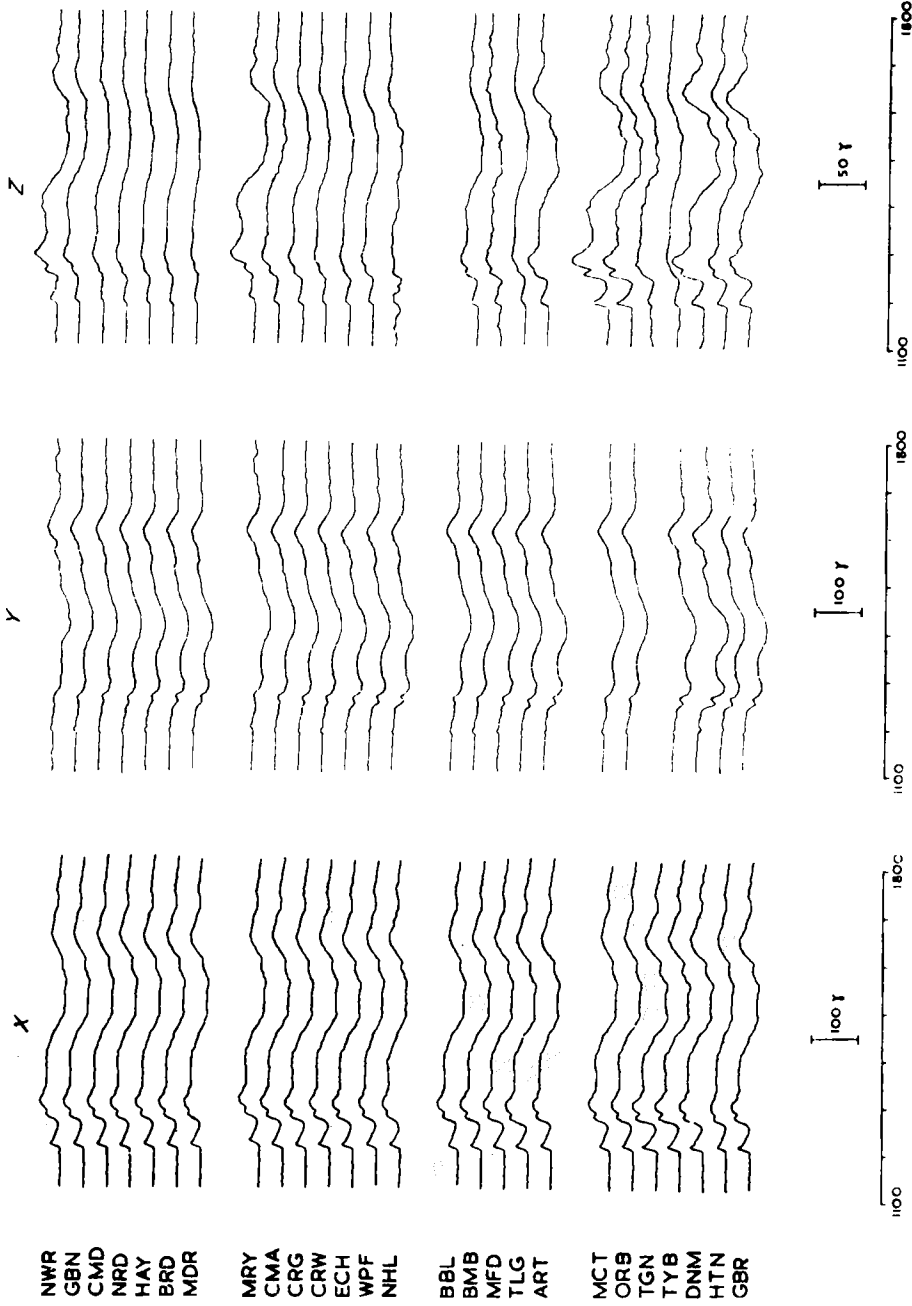 X
Y
Z
NWR
GBN
CMD
NRD
HAY
BRD
MDR
MRY
CMA
CRG
CRW
ECH
WPF
NHL
BBL
BMB
MFD
TLG
ART
MCT
ORB
TGN
TYB
DNM
HTN
GBR
100 γ
100 γ
50 γ
1100
1800
1100
1800
1100
1800